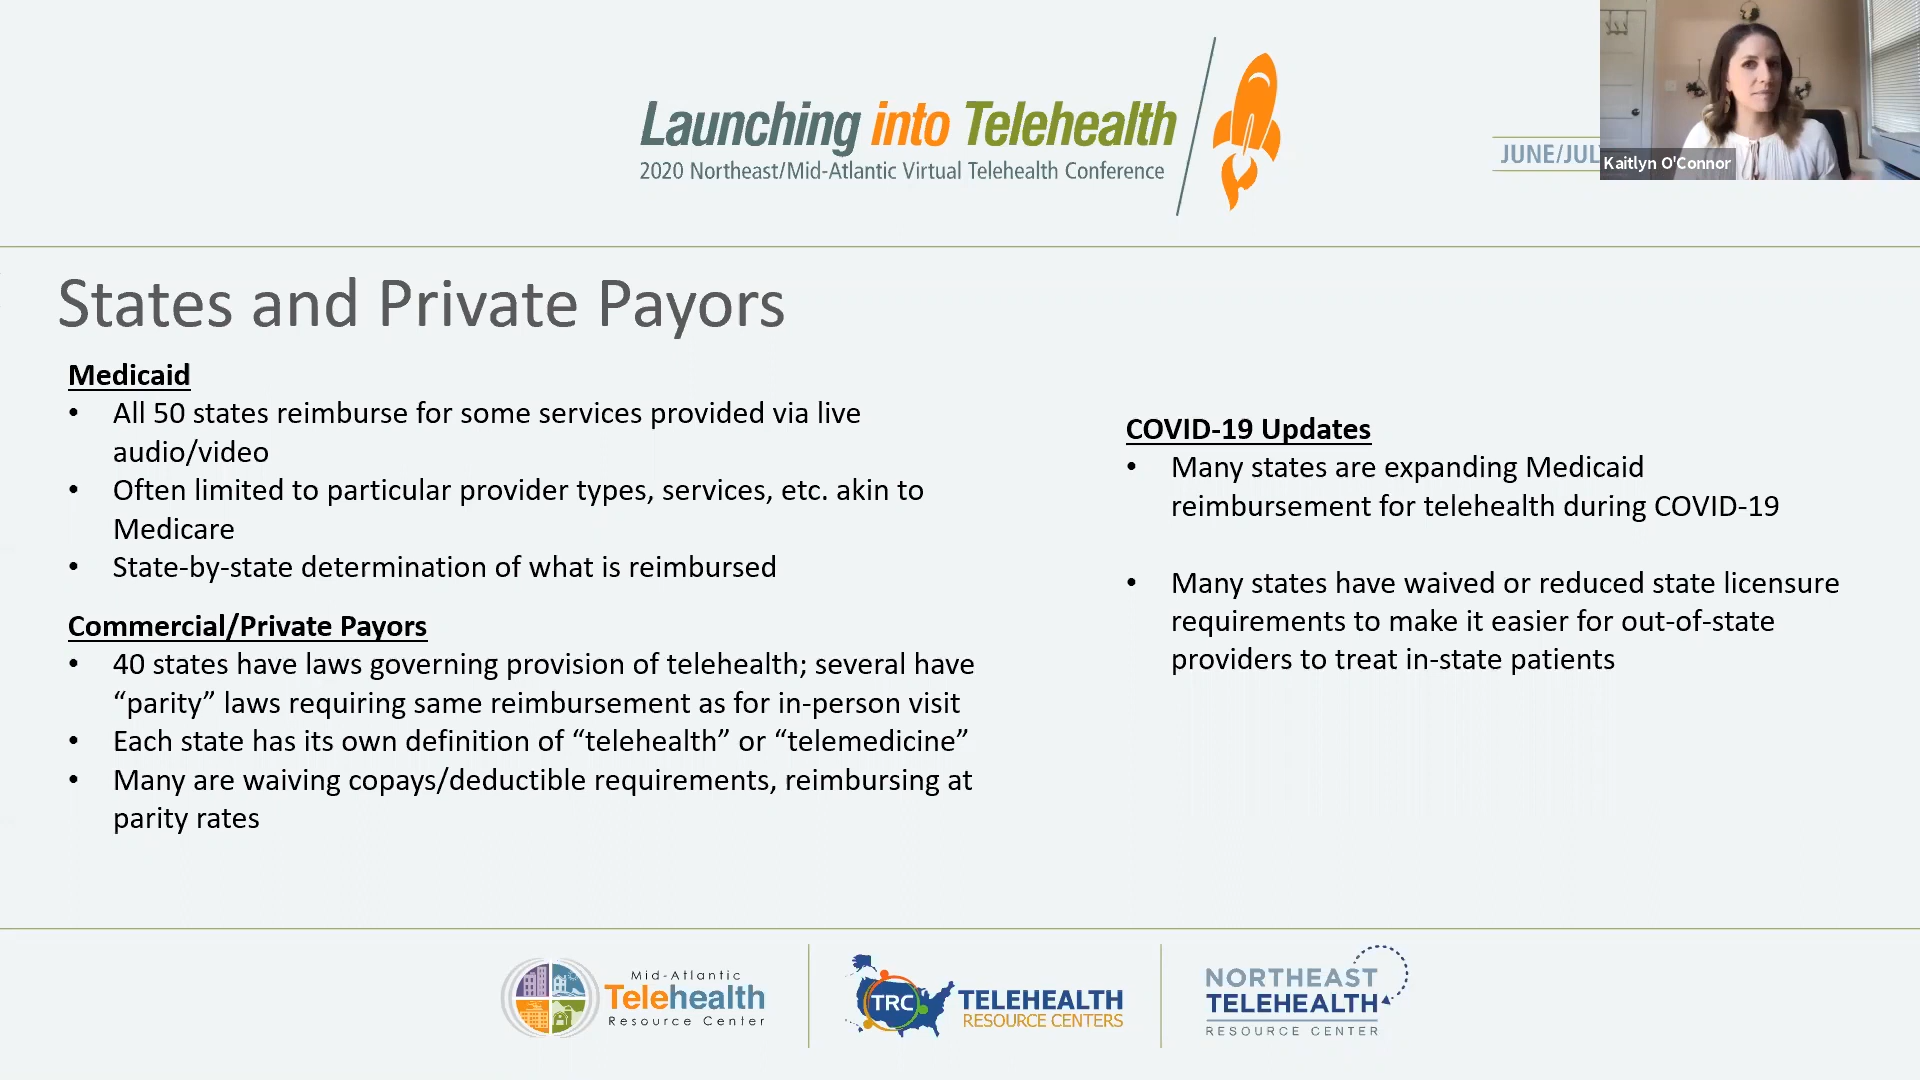 Launching into Telehealth
2020 Northeast/Mid-Atlantic Virtual Telehealth Conference
Kaitlyn O'Connor
States and Private Payors
Medicaid
• All 50 states reimburse for some services provided via live
audio/video
• Often limited to particular provider types, services, etc. akin to
Medicare
• State-by-state determination of what is reimbursed
Commercial/Private Payors
• 40 states have laws governing provision of telehealth; several have
“parity” laws requiring same reimbursement as for in-person visit
• Each state has its own definition of “telehealth” or “telemedicine”
• Many are waiving copays/deductible requirements, reimbursing at
parity rates
COVID-19 Updates
• Many states are expanding Medicaid
reimbursement for telehealth during COVID-19
• Many states have waived or reduced state licensure
requirements to make it easier for out-of-state
providers to treat in-state patients
Mid-Atlantic
Telehealth
Resource Center
TRC
TELEHEALTH
RESOURCE CENTERS
NORTHEAST
TELEHEALTH
RESOURCE CENTER